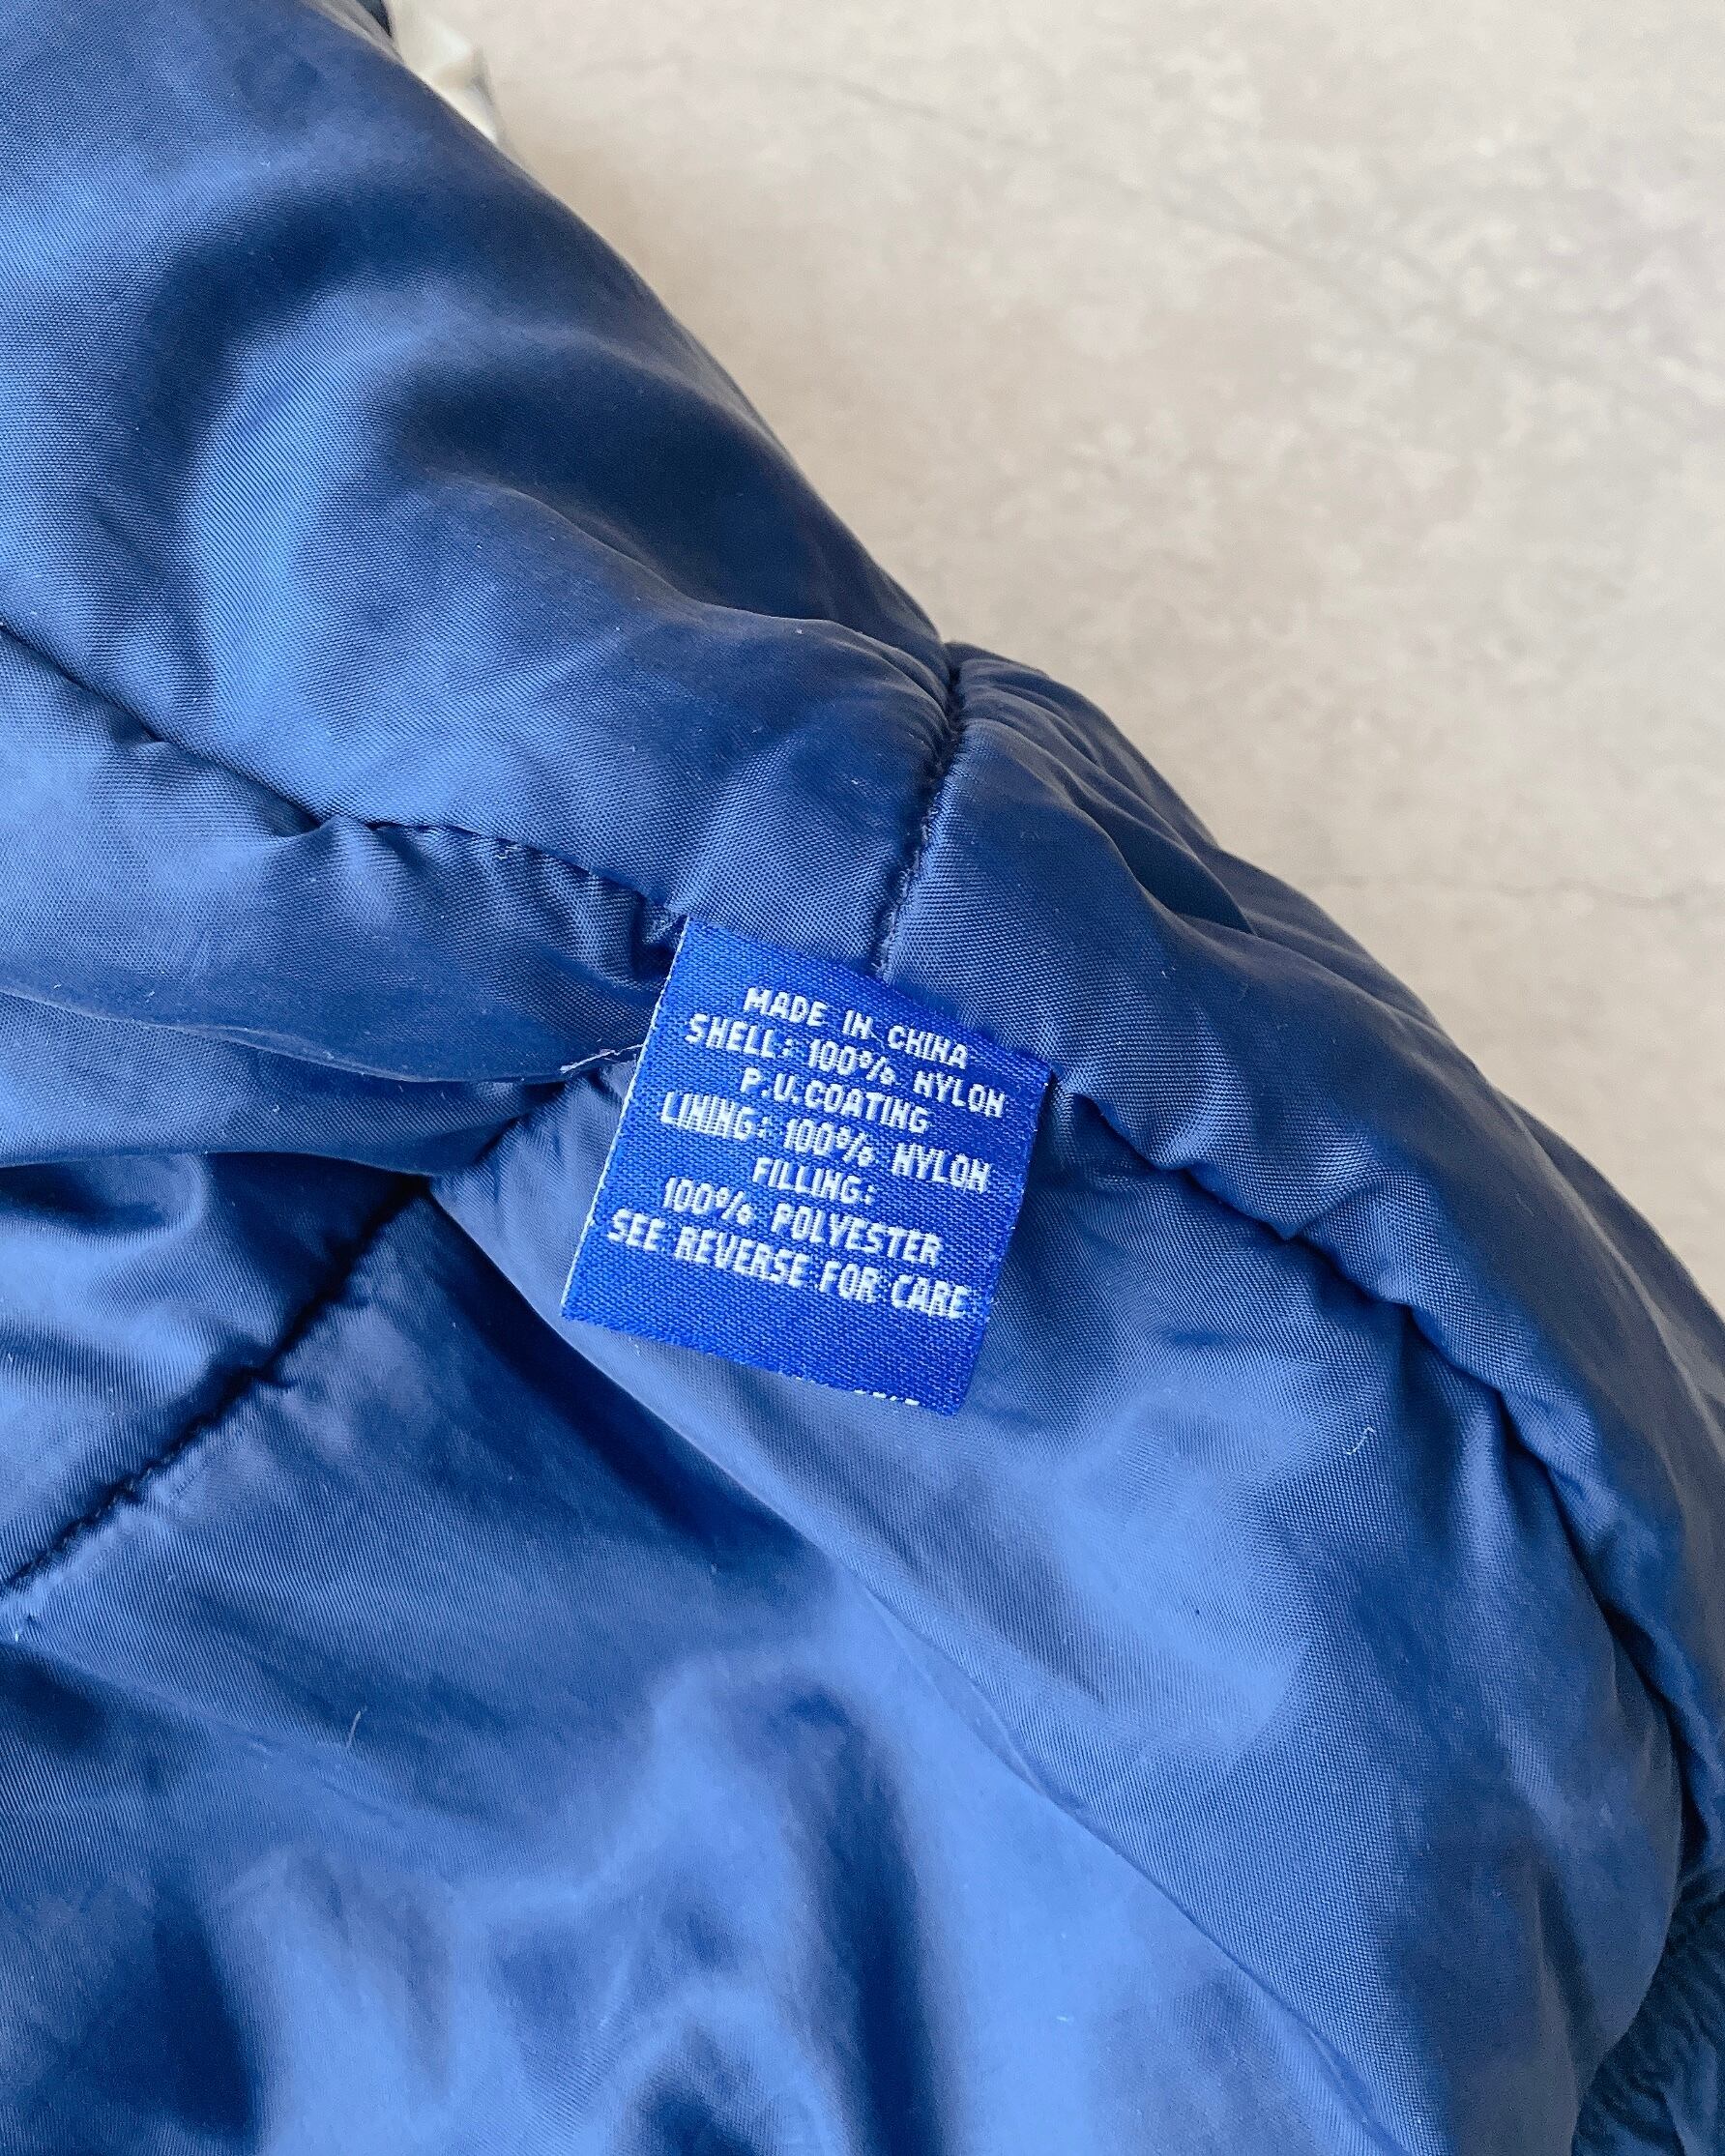 MADE IN CHINA
SHELL: 100% NYLON
P.U.COATING
LINING: 100% NYLON
FILLING:
100% POLYESTER
SEE REVERSE FOR CARE